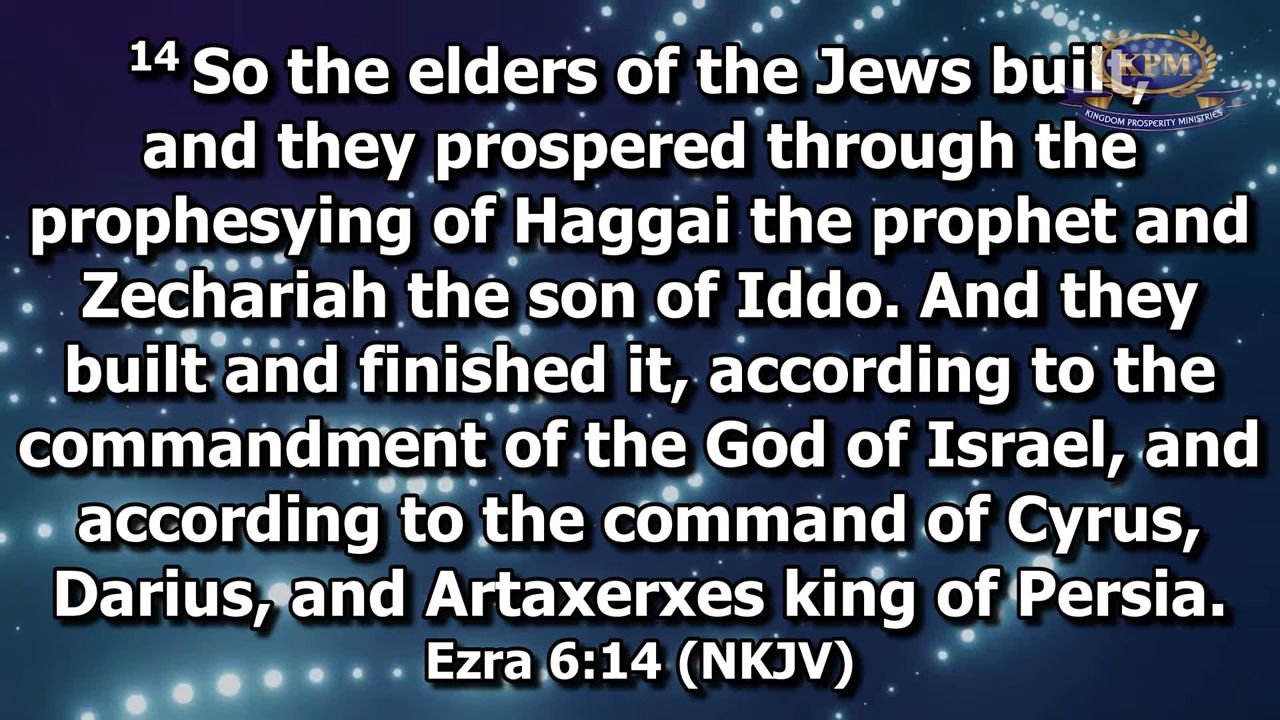 14 So the elders of the Jews built,
and they prospered through the
prophesying of Haggai the prophet and
Zechariah the son of Iddo. And they
built and finished it, according to the
commandment of the God of Israel, and
according to the command of Cyrus,
Darius, and Artaxerxes king of Persia.
Ezra 6:14 (NKJV)
KPM
KINGDOM PROSPERITY MINISTRIES